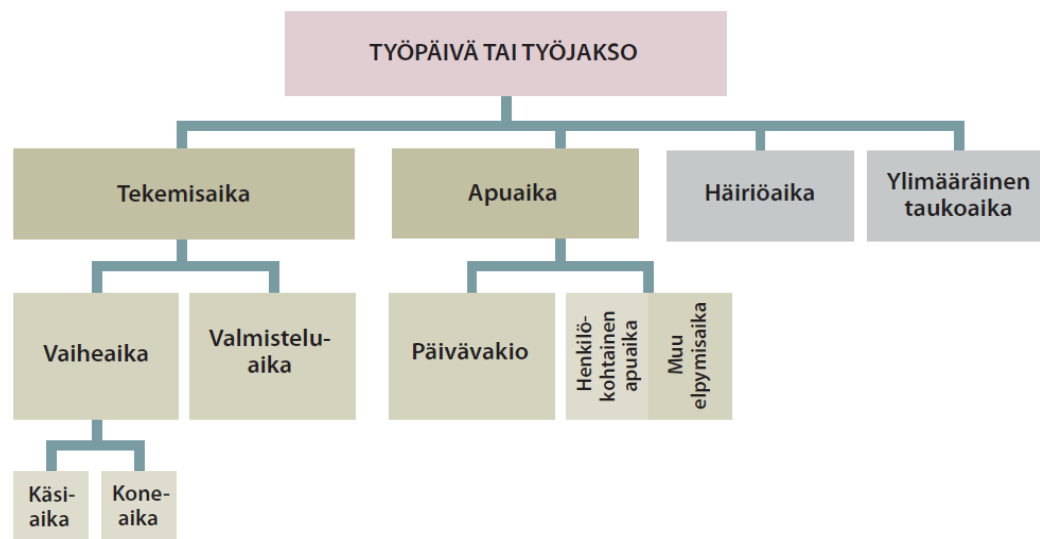 TYÖPÄIVÄ TAI TYÖJAKSO
Tekemisaika
Apuaika
Häiriöaika
Ylimääräinen
taukoaika
Vaiheaika
Valmistelu-
aika
Päivävakio
Henkilö-
kohtainen
apuaika
Muu
elpymisaika
Käsi-
aika
Kone-
aika